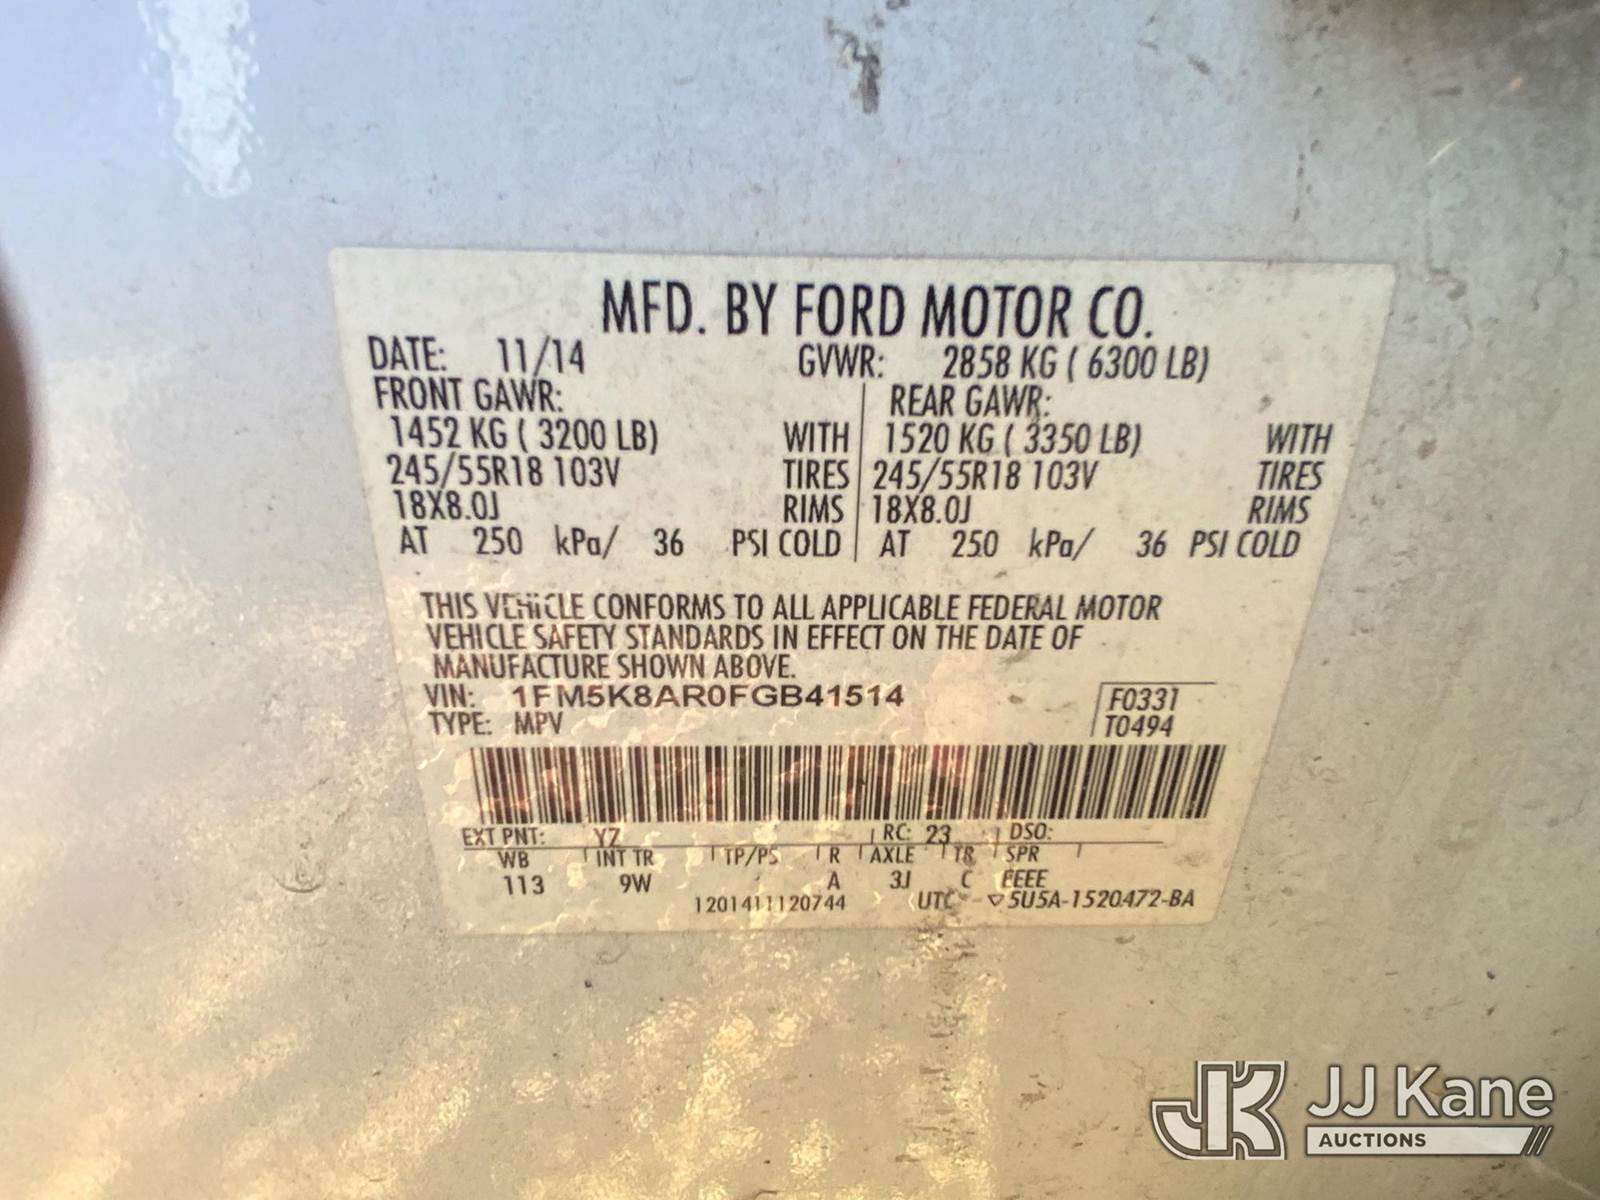 MFD. BY FORD MOTOR CO.
DATE: 11/14 GVWR: 2858 KG ( 6300 LB)
FRONT GAWR: REAR GAWR:
1452 KG ( 3200 LB) WITH 1520 KG ( 3350 LB) WITH
245/55R18 103V TIRES 245/55R18 103V TIRES
18X8.0J RIMS 18X8.0J RIMS
AT 250 kPa/ 36 PSI COLD AT 250 kPa/ 36 PSI COLD
THIS VEHICLE CONFORMS TO ALL APPLICABLE FEDERAL MOTOR
VEHICLE SAFETY STANDARDS IN EFFECT ON THE DATE OF
MANUFACTURE SHOWN ABOVE.
VIN: 1FM5K8AR0FGB41514 F0331
TYPE: MPV T0494
EXT PNT: YZ RC: 23 DSO:
WB INT TR TP/PS R AXLE TR SPR
113 9W A 3J C EEEE
1201411120744 UTC ▽5U5A-1520472-BA
JK JJ Kane
AUCTIONS